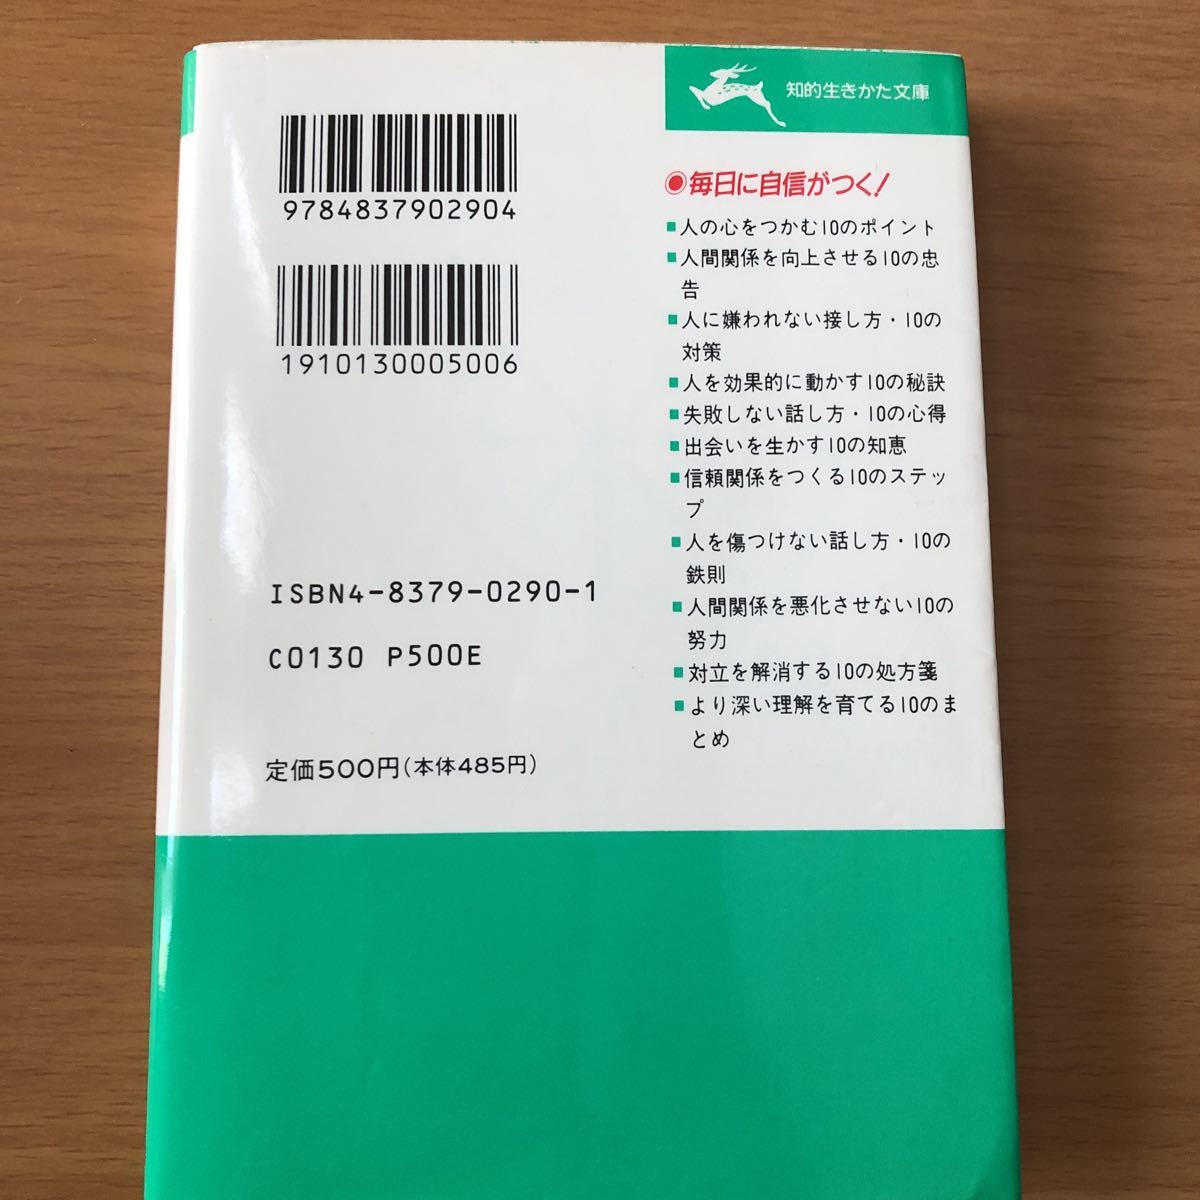 知的生きかた文庫
9784837902904
1910130005006
ISBN4-8379-0290-1
C0130 P500E
定価500円(本体485円)
◉毎日に自信がつく!
■人の心をつかむ10のポイント
■人間関係を向上させる10の忠
告
■人に嫌われない接し方・10の
対策
■人を効果的に動かす10の秘訣
■失敗しない話し方・10の心得
■出会いを生かす10の知恵
■信頼関係をつくる10のステッ
プ
■人を傷つけない話し方・10の
鉄則
■人間関係を悪化させない10の
努力
■対立を解消する10の処方箋
■より深い理解を育てる10のま
とめ